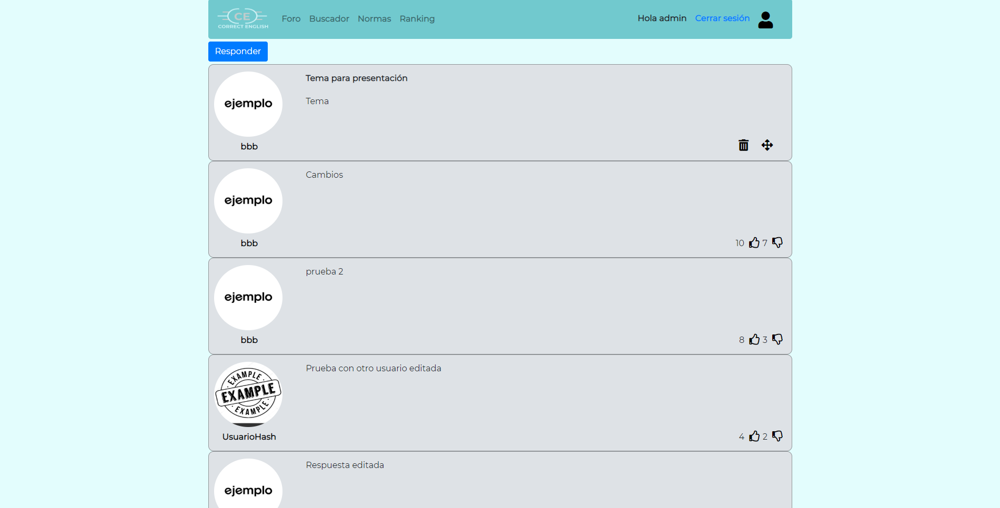 CE
CORRECT ENGLISH
Foro Buscador Normas Ranking Hola admin Cerrar sesión
Responder
Tema para presentación
ejemplo
Tema
bbb
Cambios
ejemplo
bbb
10 7
prueba 2
ejemplo
bbb
8 3
Prueba con otro usuario editada
· EXAMPLE ·
EXAMPLE
· EXAMPLE ·
UsuarioHash
4 2
Respuesta editada
ejemplo